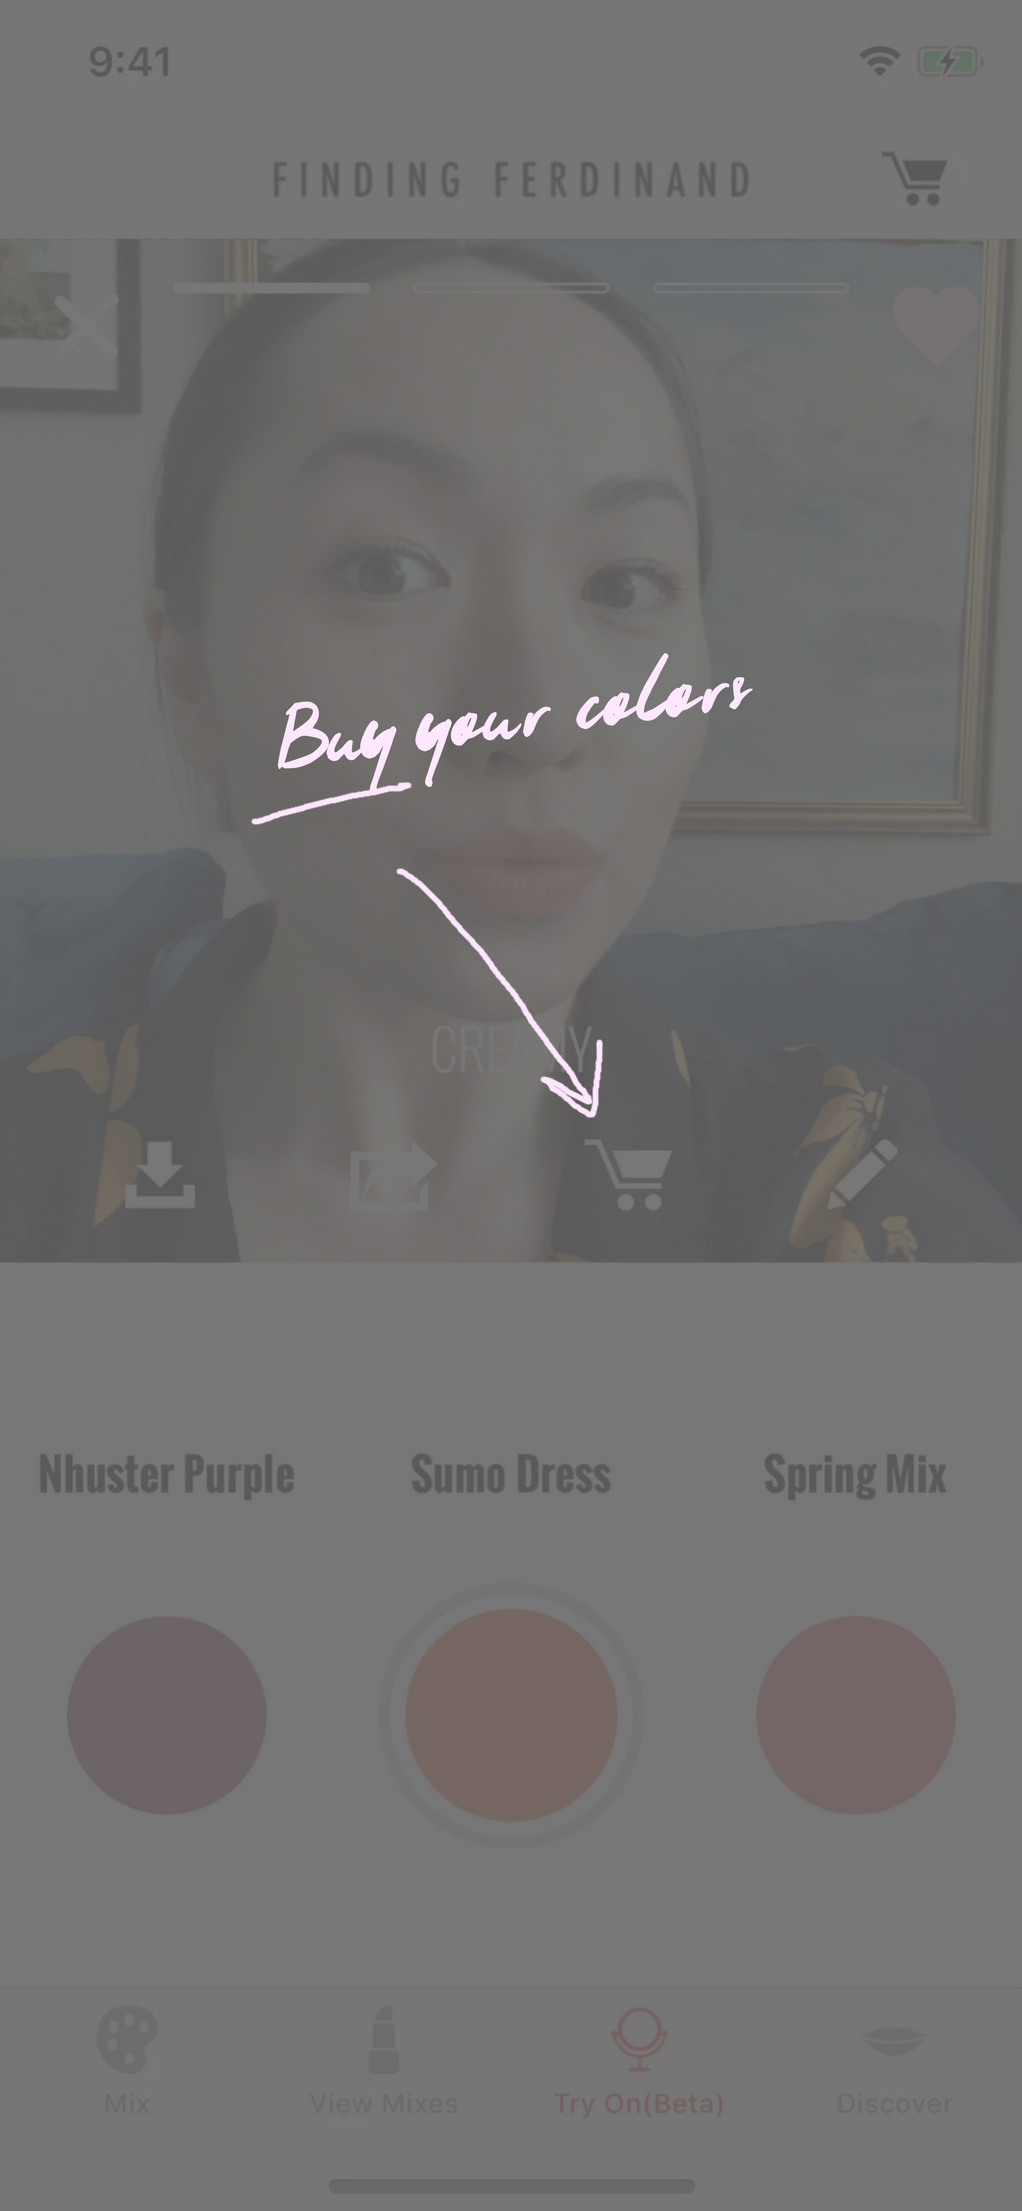 9:41
FINDING FERDINAND
Buy your colors
CREAMY
Nhuster Purple Sumo Dress Spring Mix
Mix View Mixes Try On(Beta) Discover